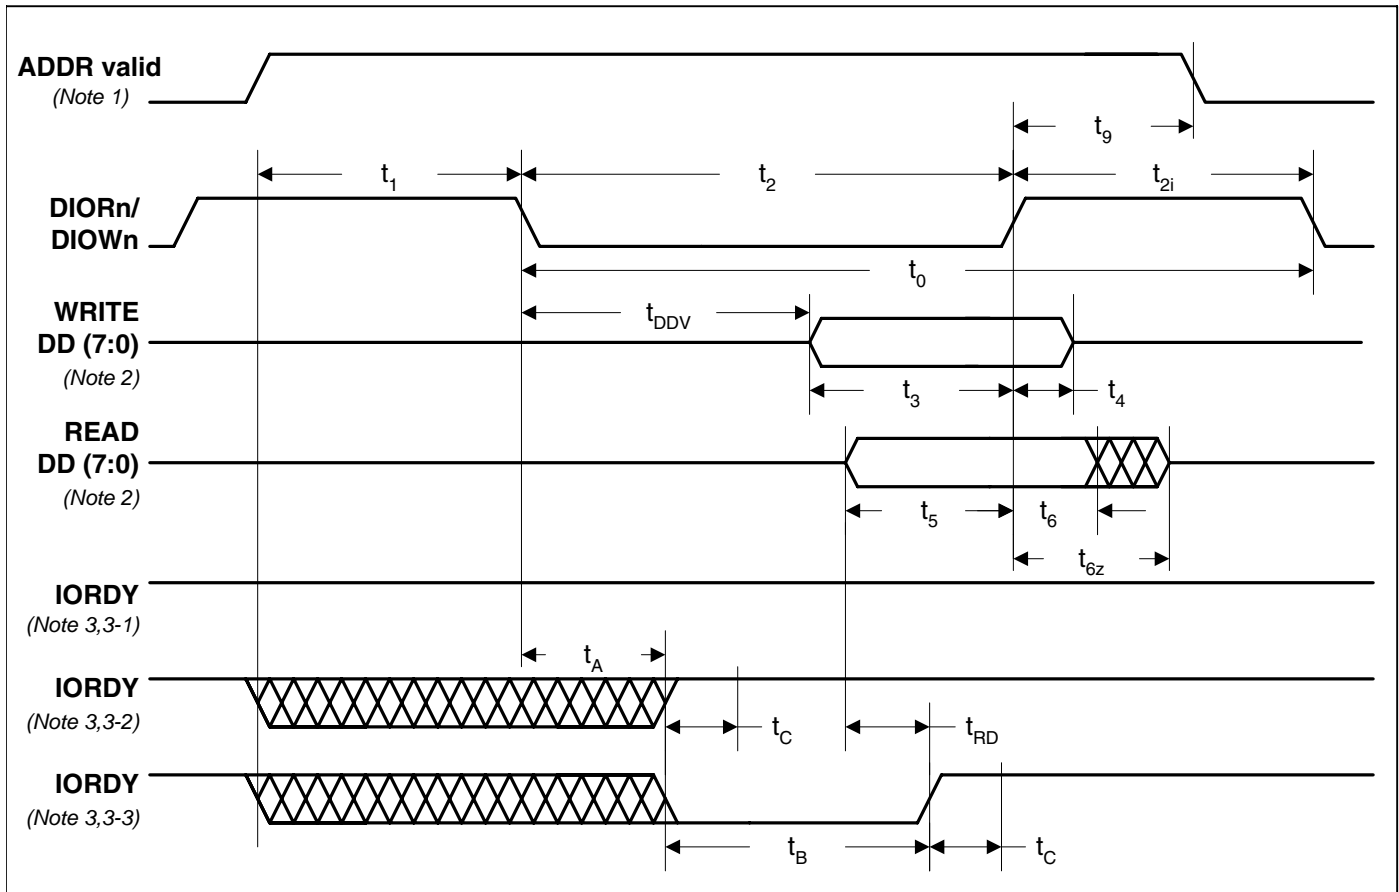 ADDR valid
(Note 1)
t9
t1
t2
t2i
DIORn/
DIOWn
t0
WRITE
DD (7:0)
(Note 2)
tDDV
t3
t4
READ
DD (7:0)
(Note 2)
t5
t6
t6z
IORDY
(Note 3,3-1)
tA
IORDY
(Note 3,3-2)
tC
tRD
IORDY
(Note 3,3-3)
tB
tC